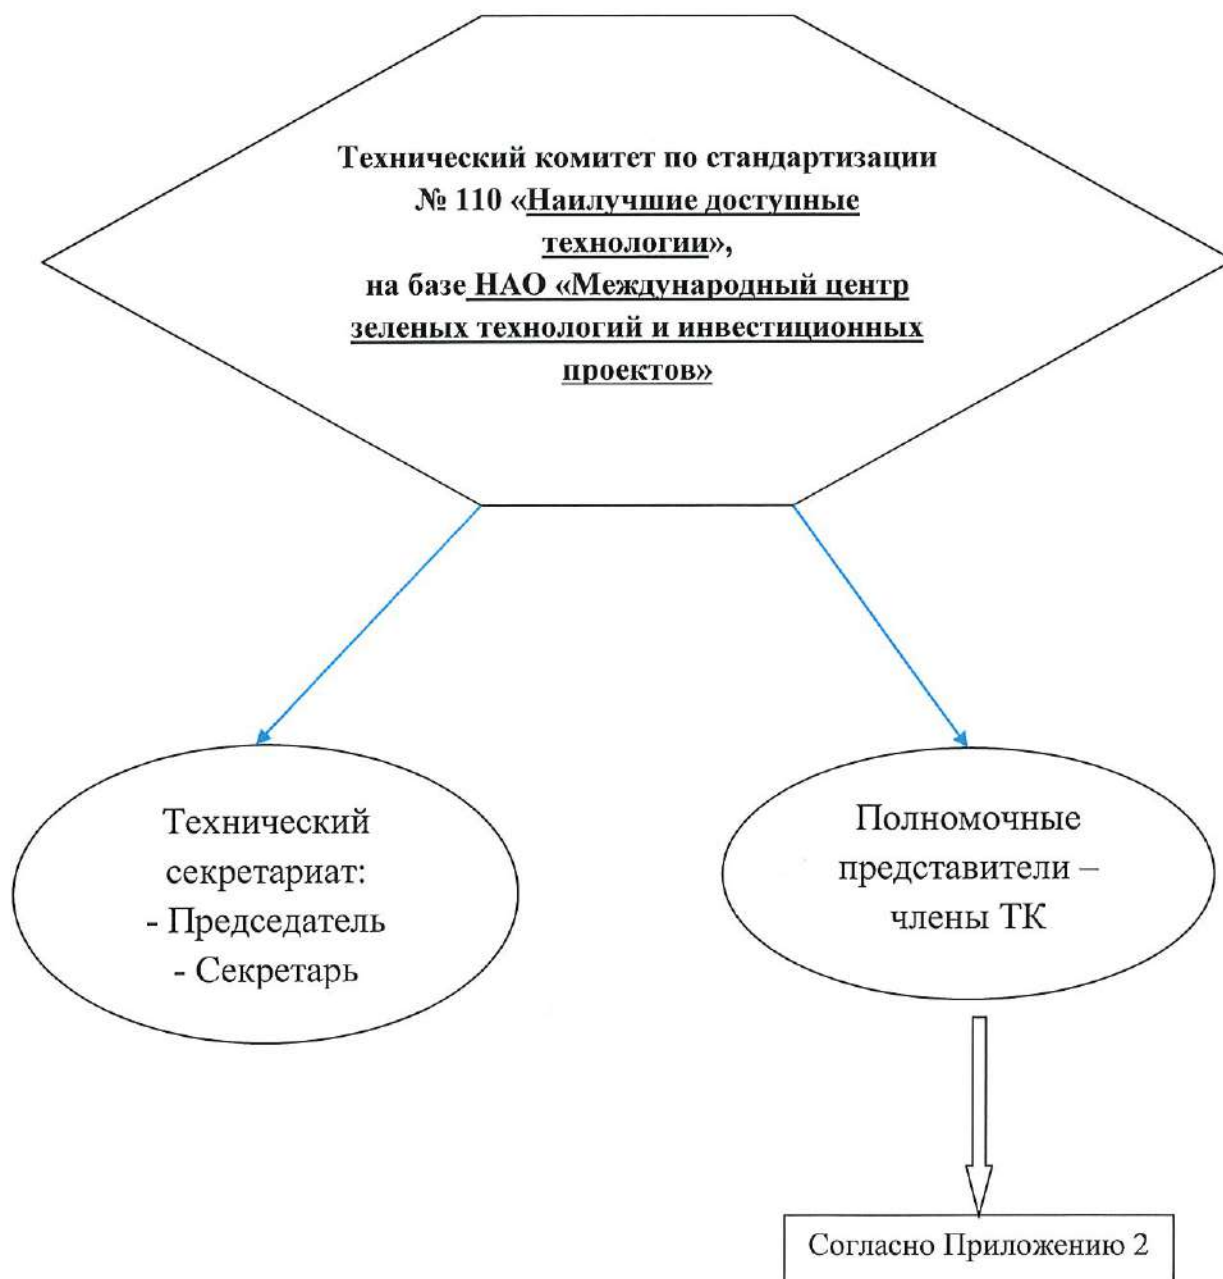 Технический комитет по стандартизации
№ 110 «Наилучшие доступные
технологии»,
на базе НАО «Международный центр
зеленых технологий и инвестиционных
проектов»
Технический
секретариат:
- Председатель
- Секретарь
Полномочные
представители –
члены ТК
Согласно Приложению 2